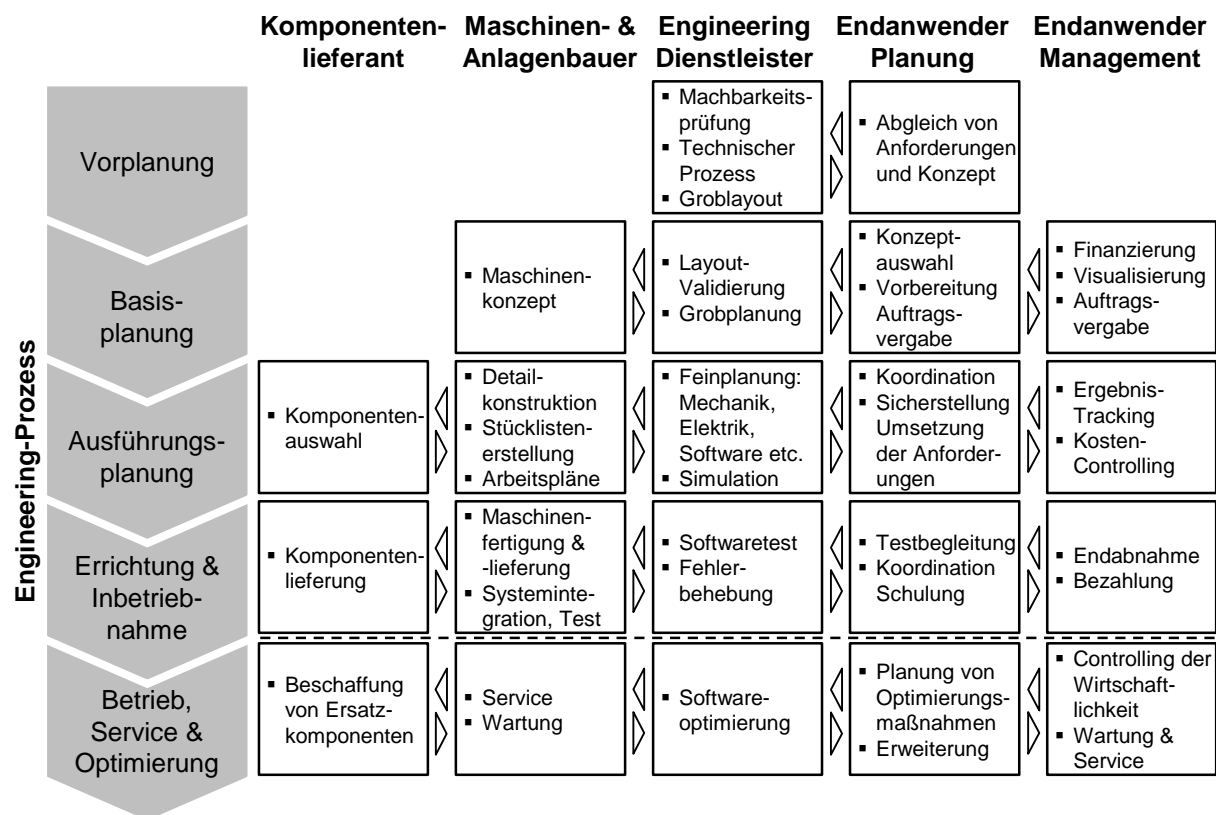 Komponenten-
lieferant
Maschinen- &
Anlagenbauer
Engineering
Dienstleister
Endanwender
Planung
Endanwender
Management
Engineering-Prozess
Vorplanung
▪ Machbarkeits-
prüfung
▪ Technischer
Prozess
▪ Groblayout
▪ Abgleich von
Anforderungen
und Konzept
Basis-
planung
▪ Maschinen-
konzept
▪ Layout-
Validierung
▪ Grobplanung
▪ Konzept-
auswahl
▪ Vorbereitung
Auftrags-
vergabe
▪ Finanzierung
▪ Visualisierung
▪ Auftrags-
vergabe
Ausführungs-
planung
▪ Komponenten-
auswahl
▪ Detail-
konstruktion
▪ Stücklisten-
erstellung
▪ Arbeitspläne
▪ Feinplanung:
Mechanik,
Elektrik,
Software etc.
▪ Simulation
▪ Koordination
▪ Sicherstellung
Umsetzung
der Anforder-
ungen
▪ Ergebnis-
Tracking
▪ Kosten-
Controlling
Errichtung &
Inbetrieb-
nahme
▪ Komponenten-
lieferung
▪ Maschinen-
fertigung &
-lieferung
▪ Systeminte-
gration, Test
▪ Softwaretest
▪ Fehler-
behebung
▪ Testbegleitung
▪ Koordination
Schulung
▪ Endabnahme
▪ Bezahlung
Betrieb,
Service &
Optimierung
▪ Beschaffung
von Ersatz-
komponenten
▪ Service
▪ Wartung
▪ Software-
optimierung
▪ Planung von
Optimierungs-
maßnahmen
▪ Erweiterung
▪ Controlling der
Wirtschaft-
lichkeit
▪ Wartung &
Service